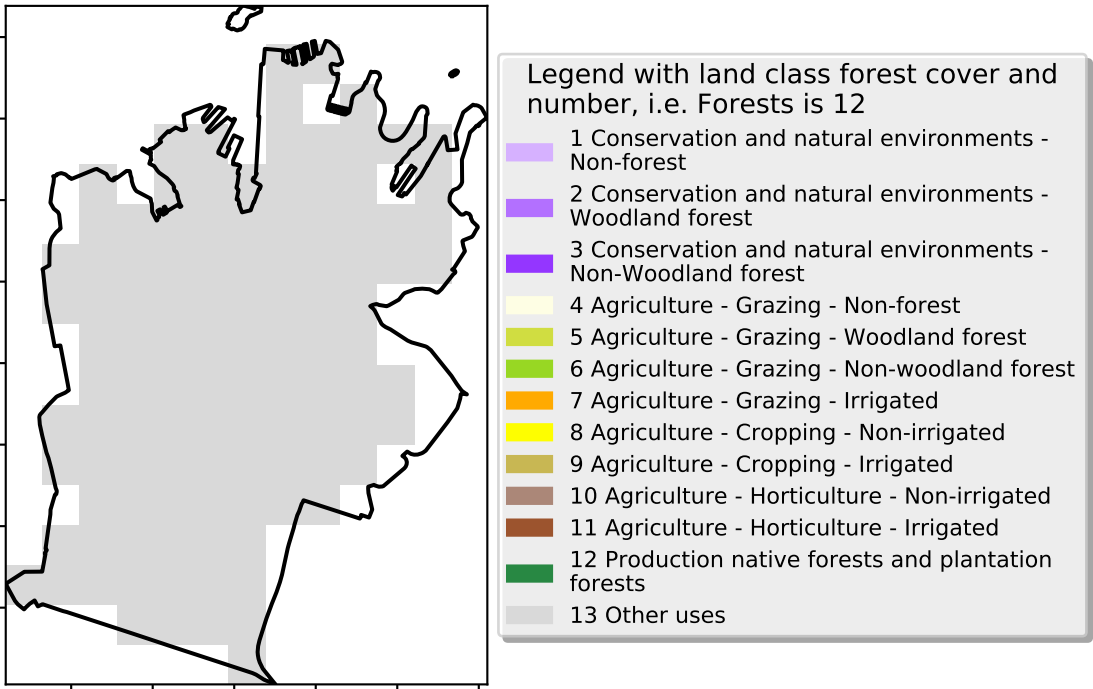 Legend with land class forest cover and
number, i.e. Forests is 12
1 Conservation and natural environments -
Non-forest
2 Conservation and natural environments -
Woodland forest
3 Conservation and natural environments -
Non-Woodland forest
4 Agriculture - Grazing - Non-forest
5 Agriculture - Grazing - Woodland forest
6 Agriculture - Grazing - Non-woodland forest
7 Agriculture - Grazing - Irrigated
8 Agriculture - Cropping - Non-irrigated
9 Agriculture - Cropping - Irrigated
10 Agriculture - Horticulture - Non-irrigated
11 Agriculture - Horticulture - Irrigated
12 Production native forests and plantation
forests
13 Other uses